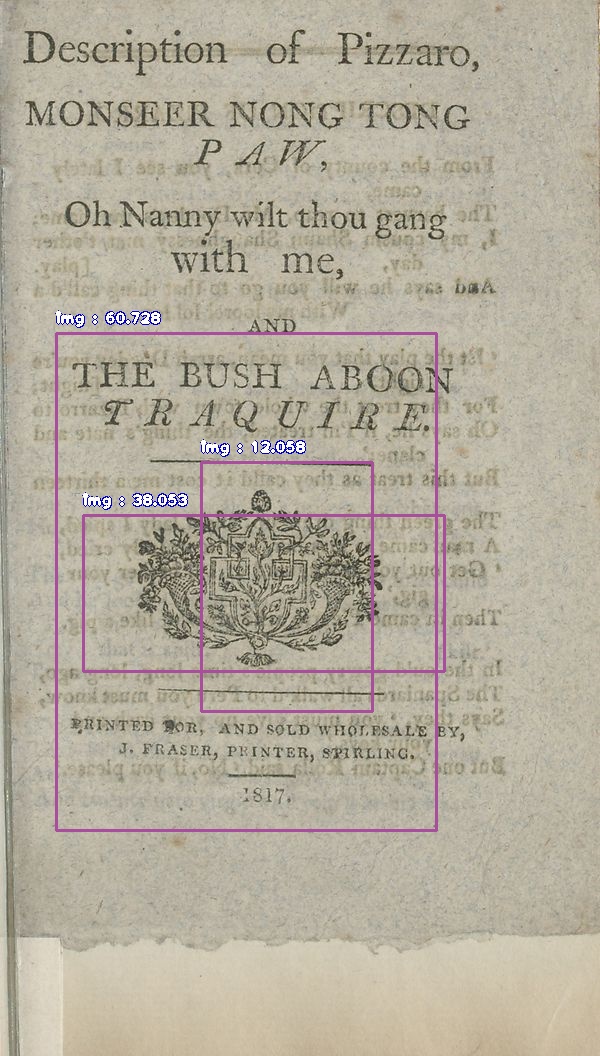 Description of Pizzaro,
MONSEER NONG TONG
PAW,
Oh Nanny wilt thou gang
with me,
AND
img : 60.728
THE BUSH ABOON
TRAQUIRE.
img : 12.058
img : 38.053
PRINTED FOR, AND SOLD WHOLESALE BY,
J. FRASER, PRINTER, STIRLING.
1817.